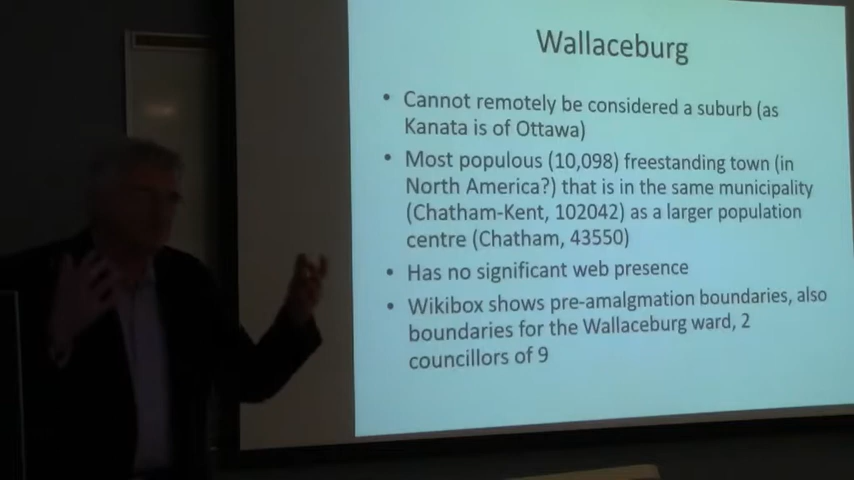 Wallaceburg
• Cannot remotely be considered a suburb (as
Kanata is of Ottawa)
• Most populous (10,098) freestanding town (in
North America?) that is in the same municipality
(Chatham-Kent, 102042) as a larger population
centre (Chatham, 43550)
• Has no significant web presence
• Wikibox shows pre-amalgmation boundaries, also
boundaries for the Wallaceburg ward, 2
councillors of 9